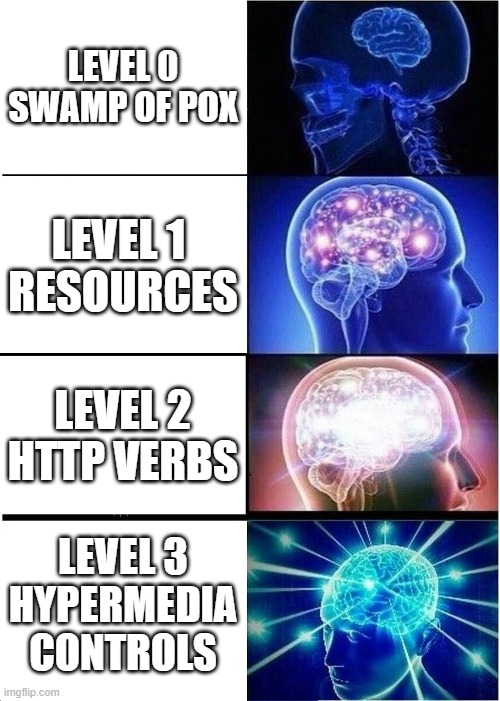 LEVEL 0
SWAMP OF POX
LEVEL 1
RESOURCES
LEVEL 2
HTTP VERBS
LEVEL 3
HYPERMEDIA
CONTROLS
imgflip.com